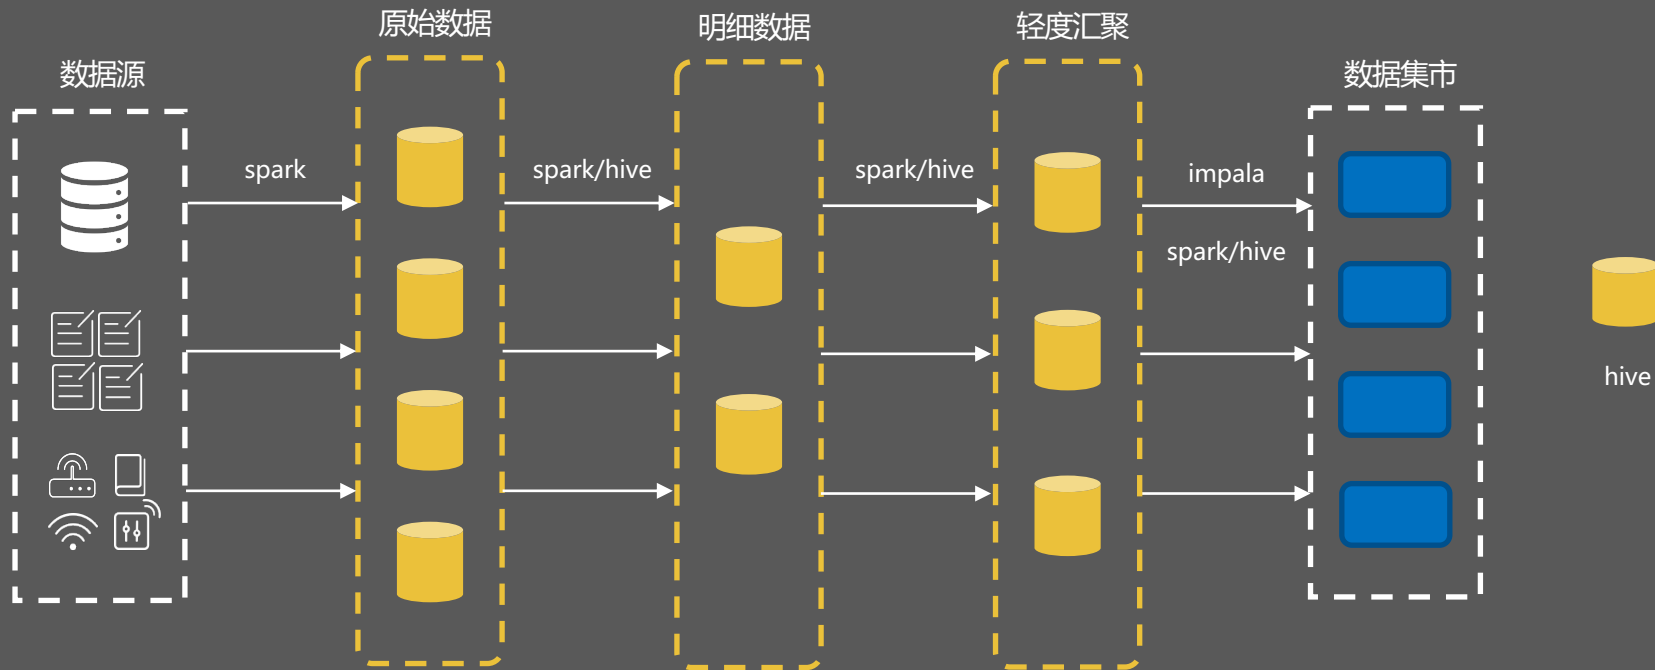 数据源
原始数据
明细数据
轻度汇聚
数据集市
spark
spark/hive
spark/hive
impala
spark/hive
hive